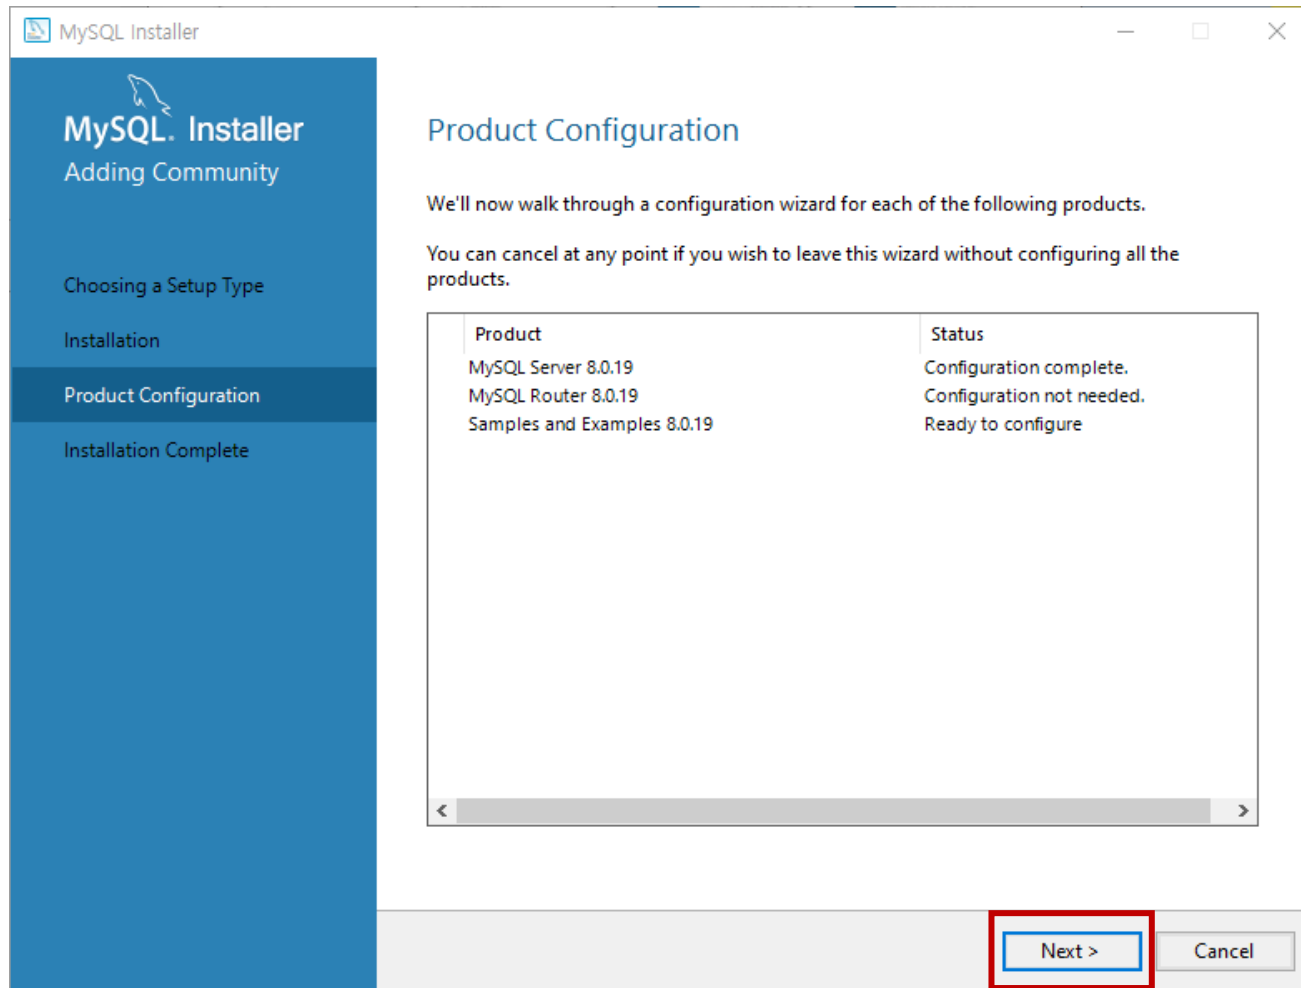 MySQL Installer
MySQL. Installer
Adding Community
Choosing a Setup Type
Installation
Product Configuration
Installation Complete
Product Configuration
We'll now walk through a configuration wizard for each of the following products.
You can cancel at any point if you wish to leave this wizard without configuring all the
products.
Product Status
MySQL Server 8.0.19 Configuration complete.
MySQL Router 8.0.19 Configuration not needed.
Samples and Examples 8.0.19 Ready to configure
Next > Cancel